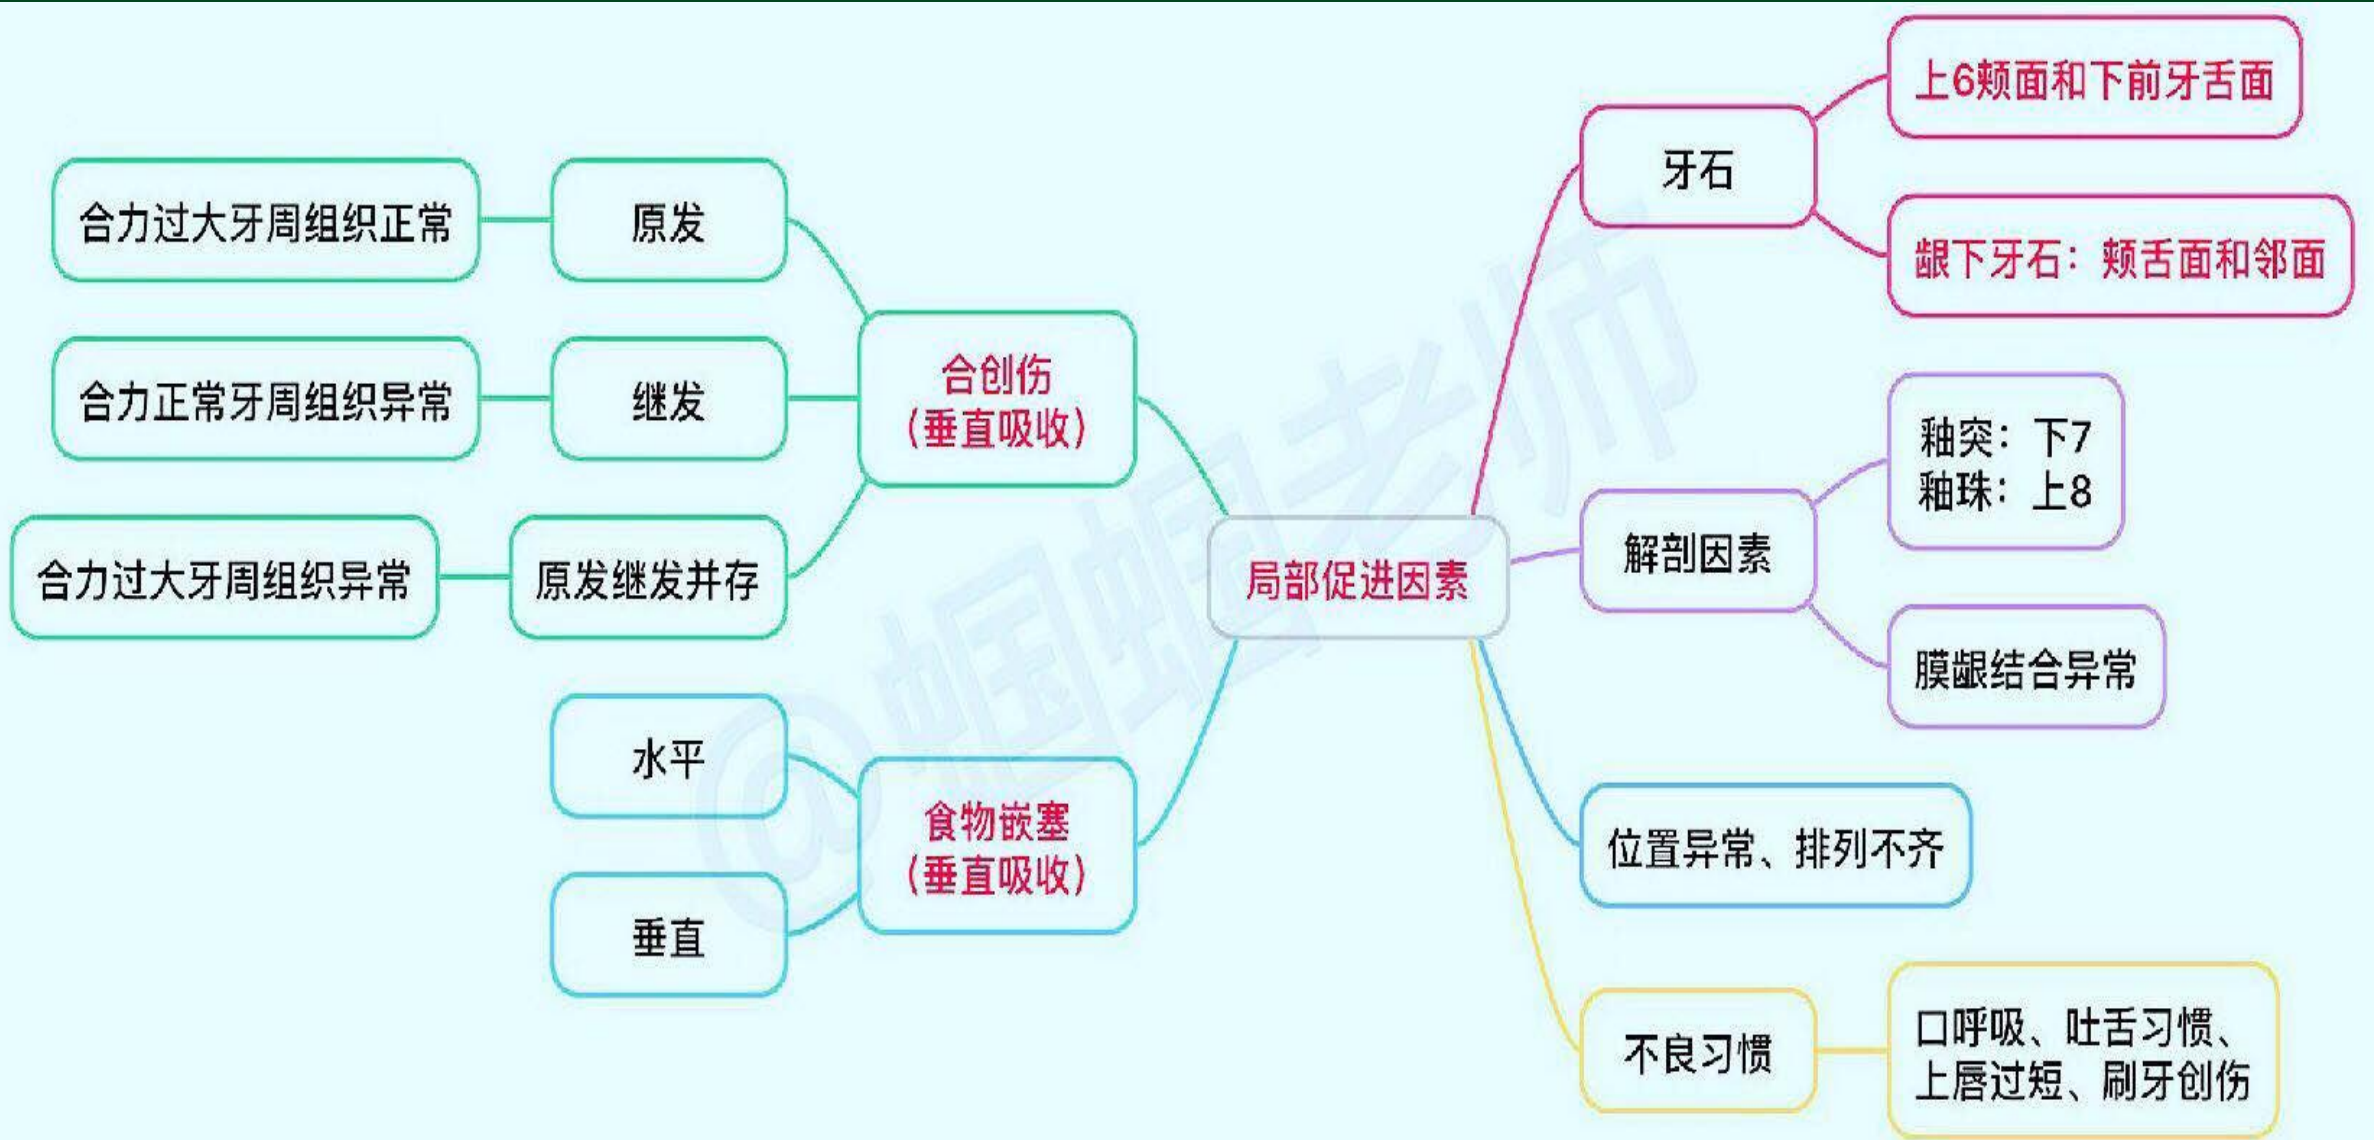 局部促进因素
牙石
上6颊面和下前牙舌面
龈下牙石：颊舌面和邻面
解剖因素
釉突：下7
釉珠：上8
膜龈结合异常
位置异常、排列不齐
不良习惯
口呼吸、吐舌习惯、
上唇过短、刷牙创伤
合创伤
（垂直吸收）
原发
合力过大牙周组织正常
继发
合力正常牙周组织异常
原发继发并存
合力过大牙周组织异常
食物嵌塞
（垂直吸收）
水平
垂直
@蝈蝈老师